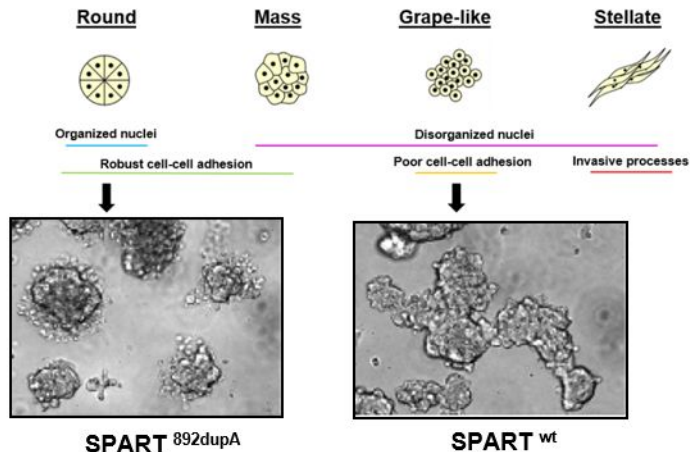 Round Mass Grape-like Stellate
Organized nuclei Disorganized nuclei
Robust cell-cell adhesion Poor cell-cell adhesion Invasive processes
SPART 892dupA SPART wt